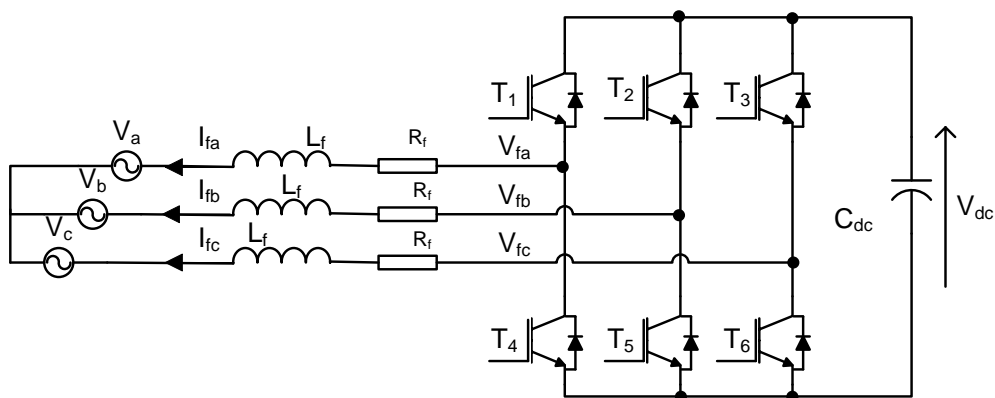 T1
T2
T3
Va
Ifa
Lf
Rf
Vfa
Vb
Ifb
Lf
Rf
Vfb
Vc
Ifc
Lf
Rf
Vfc
Cdc
Vdc
T4
T5
T6